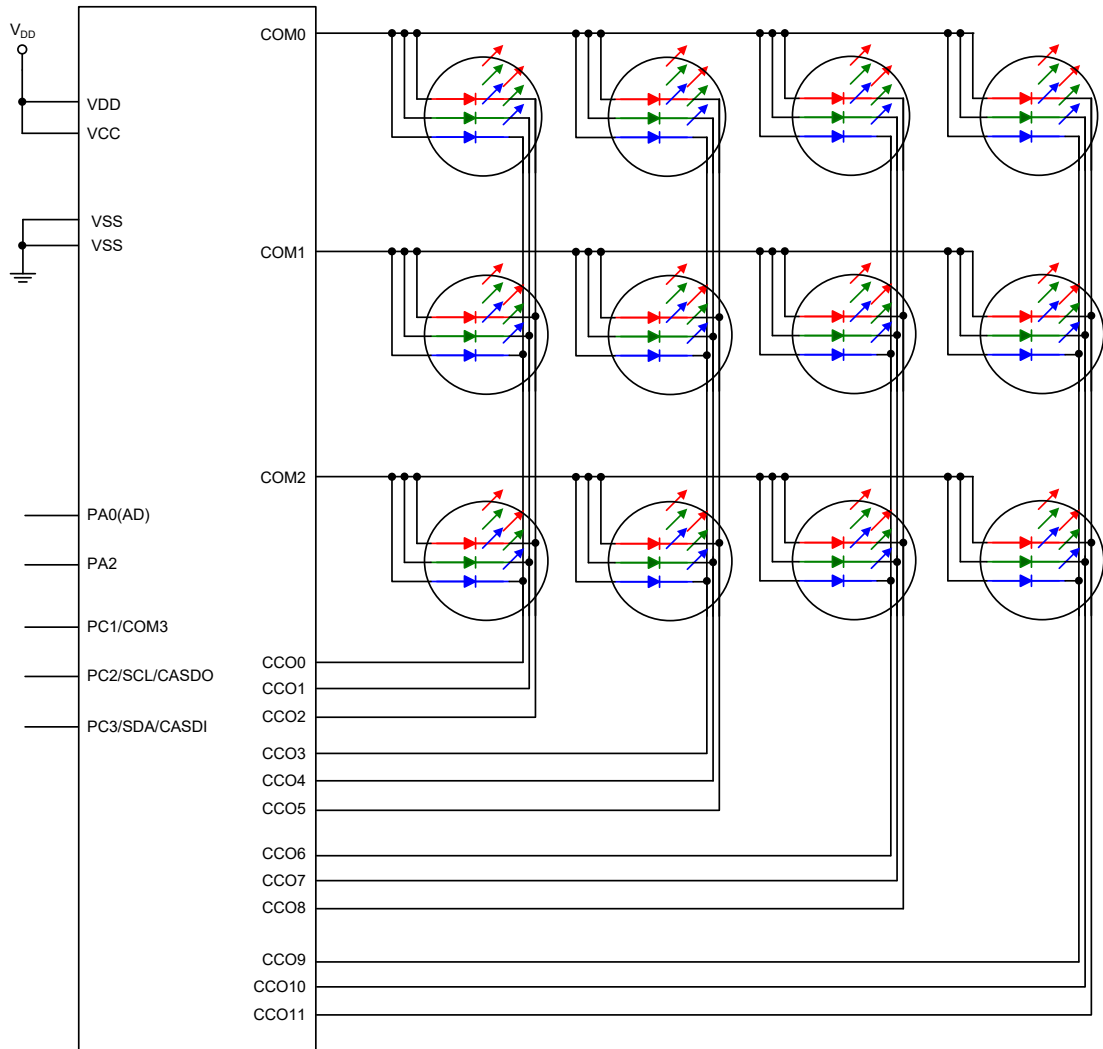 V_DD
VDD
VCC
VSS
VSS
PA0(AD)
PA2
PC1/COM3
PC2/SCL/CASDO
PC3/SDA/CASDI
COM0
COM1
COM2
CCO0
CCO1
CCO2
CCO3
CCO4
CCO5
CCO6
CCO7
CCO8
CCO9
CCO10
CCO11